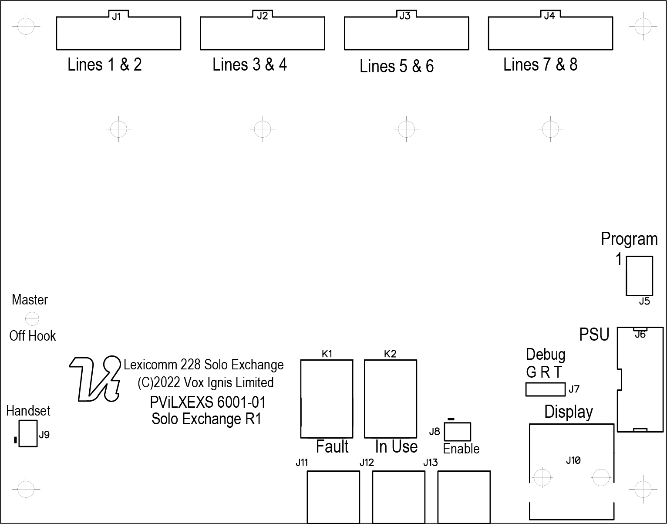 J1
J2
J3
J4
Lines 1 & 2
Lines 3 & 4
Lines 5 & 6
Lines 7 & 8
Program
1
J5
Master
Off Hook
PSU
J6
Lexicomm 228 Solo Exchange
(C)2022 Vox Ignis Limited
PViLXEXS 6001-01
Solo Exchange R1
K1
K2
Debug
G R T
J7
Handset
J9
Fault
In Use
J8
Enable
Display
J10
J11
J12
J13